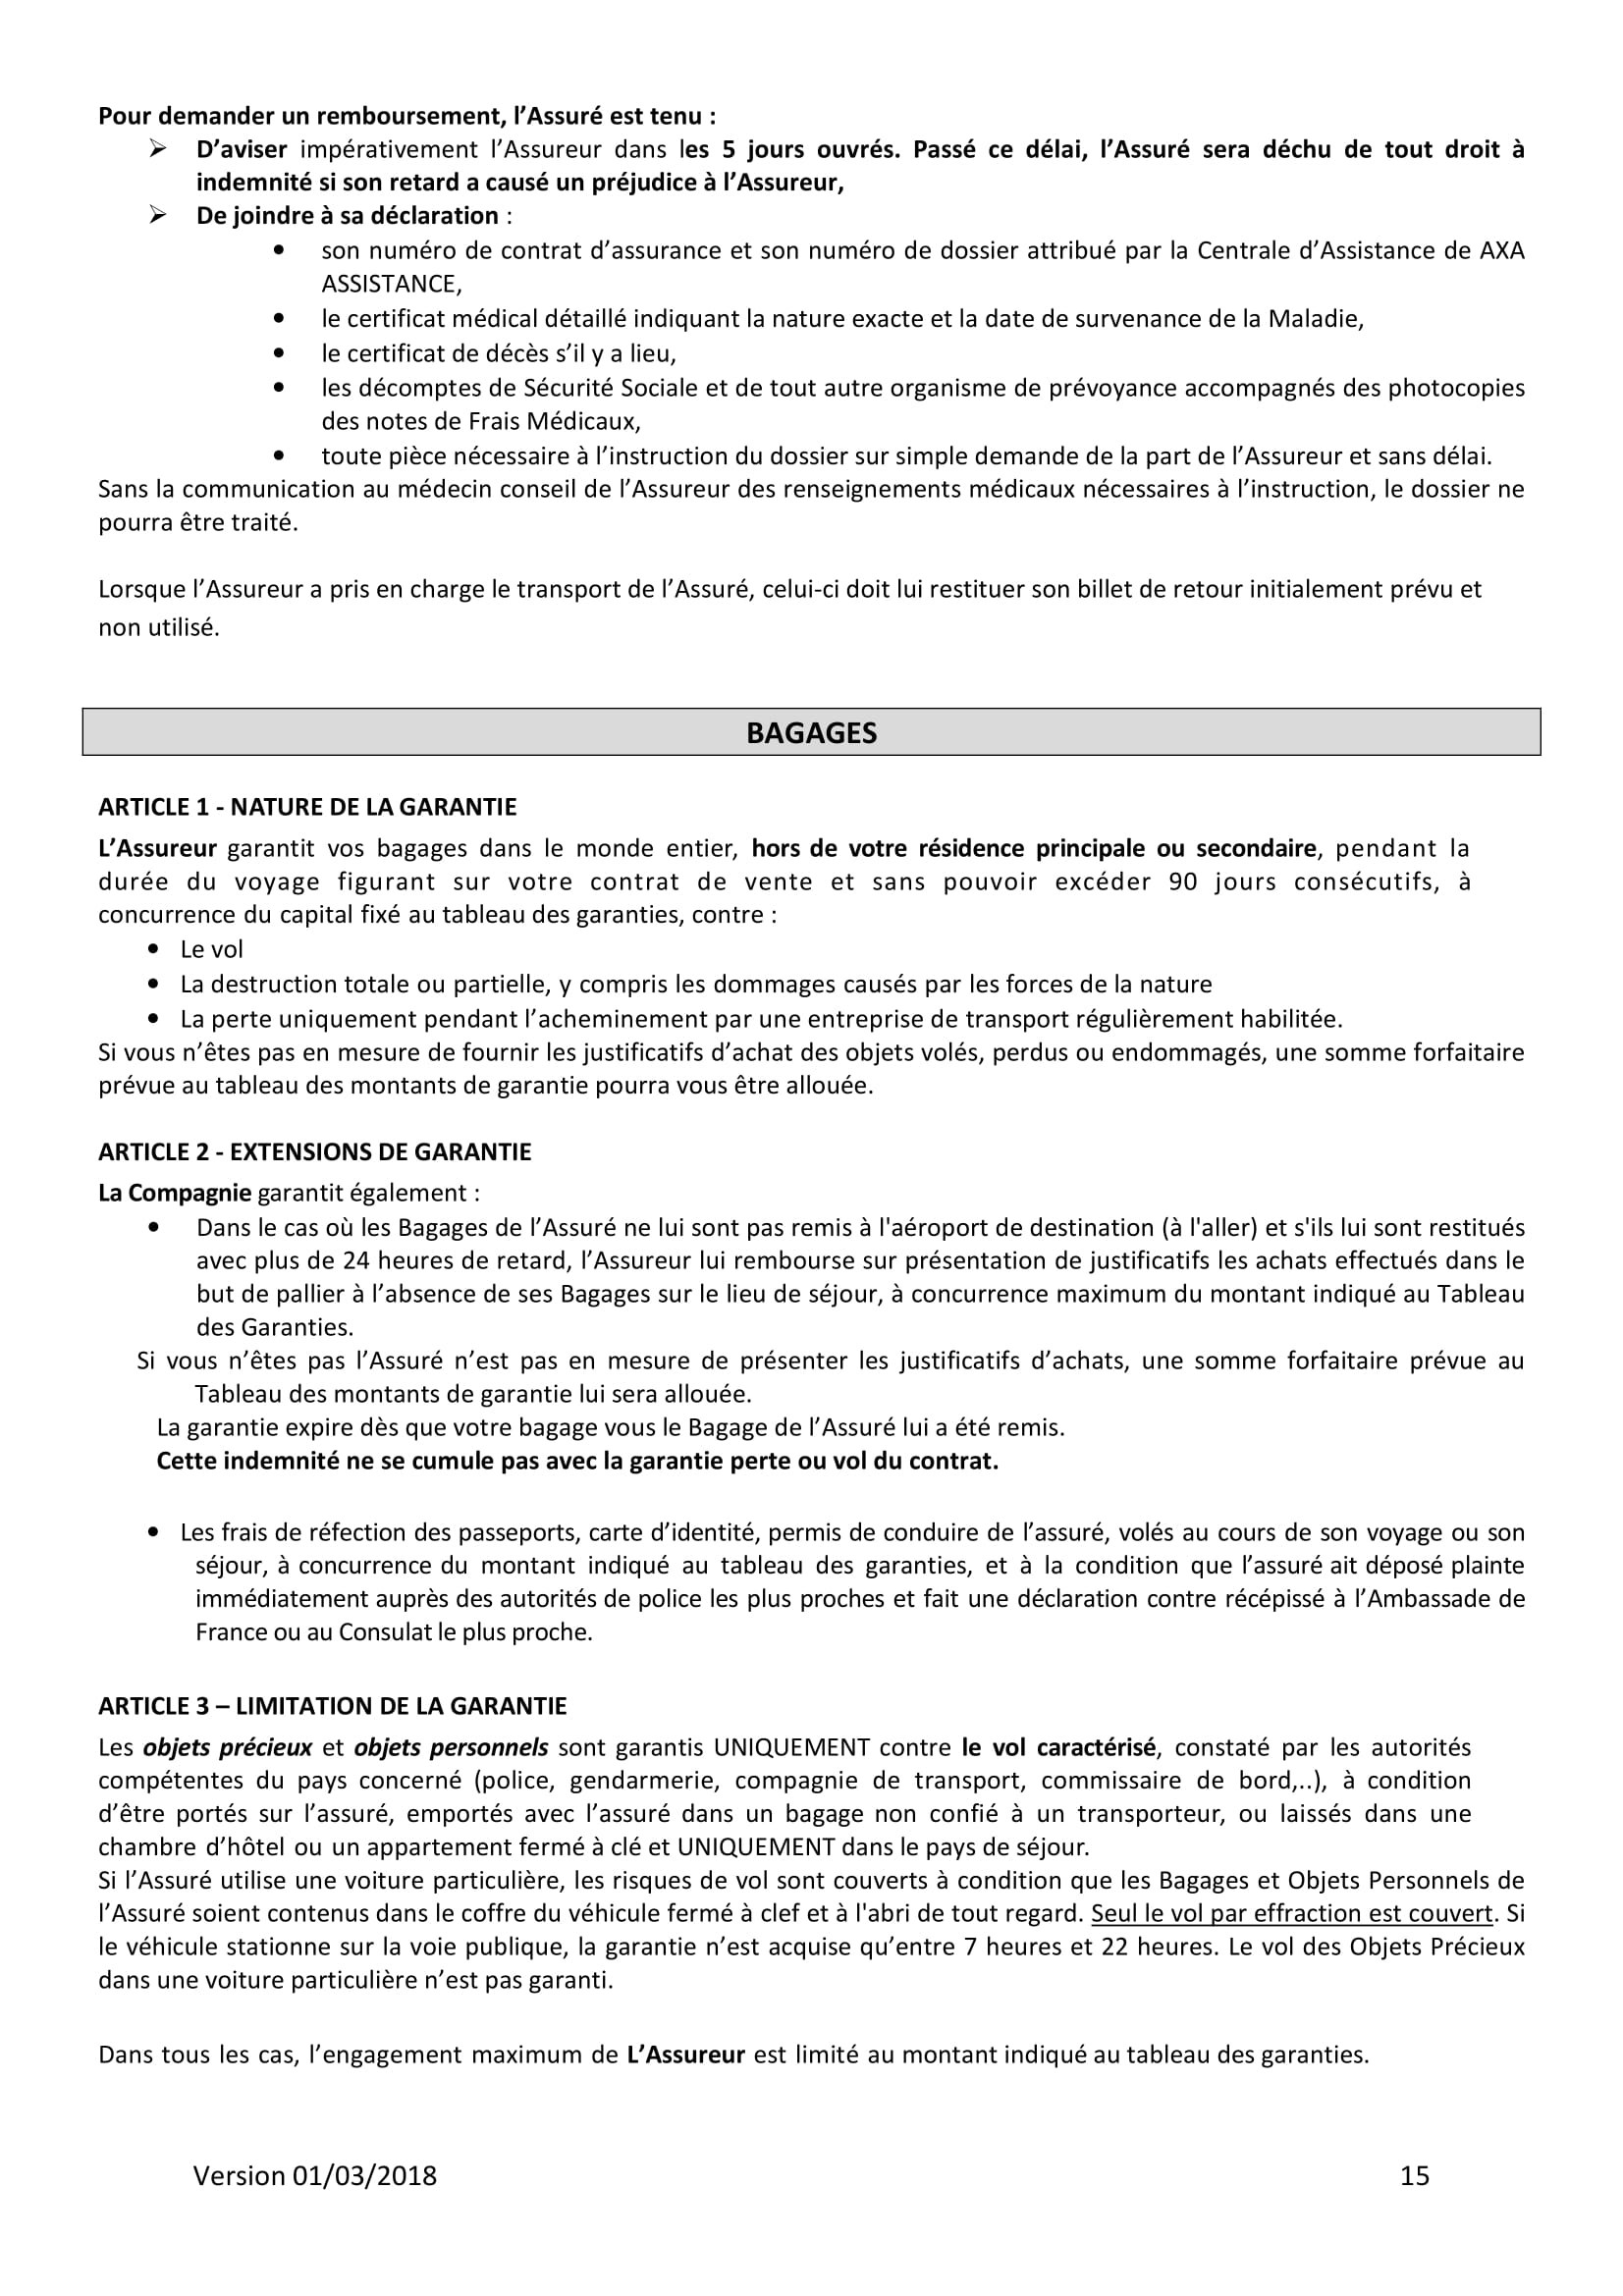 Pour demander un remboursement, l’Assuré est tenu :
➢ D’aviser impérativement l’Assureur dans les 5 jours ouvrés. Passé ce délai, l’Assuré sera déchu de tout droit à
indemnité si son retard a causé un préjudice à l’Assureur,
➢ De joindre à sa déclaration :
• son numéro de contrat d’assurance et son numéro de dossier attribué par la Centrale d’Assistance de AXA
ASSISTANCE,
• le certificat médical détaillé indiquant la nature exacte et la date de survenance de la Maladie,
• le certificat de décès s’il y a lieu,
• les décomptes de Sécurité Sociale et de tout autre organisme de prévoyance accompagnés des photocopies
des notes de Frais Médicaux,
• toute pièce nécessaire à l’instruction du dossier sur simple demande de la part de l’Assureur et sans délai.
Sans la communication au médecin conseil de l’Assureur des renseignements médicaux nécessaires à l’instruction, le dossier ne
pourra être traité.
Lorsque l’Assureur a pris en charge le transport de l’Assuré, celui-ci doit lui restituer son billet de retour initialement prévu et
non utilisé.
BAGAGES
ARTICLE 1 - NATURE DE LA GARANTIE
L’Assureur garantit vos bagages dans le monde entier, hors de votre résidence principale ou secondaire, pendant la
durée du voyage figurant sur votre contrat de vente et sans pouvoir excéder 90 jours consécutifs, à
concurrence du capital fixé au tableau des garanties, contre :
• Le vol
• La destruction totale ou partielle, y compris les dommages causés par les forces de la nature
• La perte uniquement pendant l’acheminement par une entreprise de transport régulièrement habilitée.
Si vous n’êtes pas en mesure de fournir les justificatifs d’achat des objets volés, perdus ou endommagés, une somme forfaitaire
prévue au tableau des montants de garantie pourra vous être allouée.
ARTICLE 2 - EXTENSIONS DE GARANTIE
La Compagnie garantit également :
• Dans le cas où les Bagages de l’Assuré ne lui sont pas remis à l'aéroport de destination (à l'aller) et s'ils lui sont restitués
avec plus de 24 heures de retard, l’Assureur lui rembourse sur présentation de justificatifs les achats effectués dans le
but de pallier à l’absence de ses Bagages sur le lieu de séjour, à concurrence maximum du montant indiqué au Tableau
des Garanties.
Si vous n’êtes pas l’Assuré n’est pas en mesure de présenter les justificatifs d’achats, une somme forfaitaire prévue au
Tableau des montants de garantie lui sera allouée.
La garantie expire dès que votre bagage vous le Bagage de l’Assuré lui a été remis.
Cette indemnité ne se cumule pas avec la garantie perte ou vol du contrat.
• Les frais de réfection des passeports, carte d’identité, permis de conduire de l’assuré, volés au cours de son voyage ou son
séjour, à concurrence du montant indiqué au tableau des garanties, et à la condition que l’assuré ait déposé plainte
immédiatement auprès des autorités de police les plus proches et fait une déclaration contre récépissé à l’Ambassade de
France ou au Consulat le plus proche.
ARTICLE 3 – LIMITATION DE LA GARANTIE
Les objets précieux et objets personnels sont garantis UNIQUEMENT contre le vol caractérisé, constaté par les autorités
compétentes du pays concerné (police, gendarmerie, compagnie de transport, commissaire de bord,..), à condition
d’être portés sur l’assuré, emportés avec l’assuré dans un bagage non confié à un transporteur, ou laissés dans une
chambre d’hôtel ou un appartement fermé à clé et UNIQUEMENT dans le pays de séjour.
Si l’Assuré utilise une voiture particulière, les risques de vol sont couverts à condition que les Bagages et Objets Personnels de
l’Assuré soient contenus dans le coffre du véhicule fermé à clef et à l'abri de tout regard. Seul le vol par effraction est couvert. Si
le véhicule stationne sur la voie publique, la garantie n’est acquise qu’entre 7 heures et 22 heures. Le vol des Objets Précieux
dans une voiture particulière n’est pas garanti.
Dans tous les cas, l’engagement maximum de L’Assureur est limité au montant indiqué au tableau des garanties.
Version 01/03/2018 15